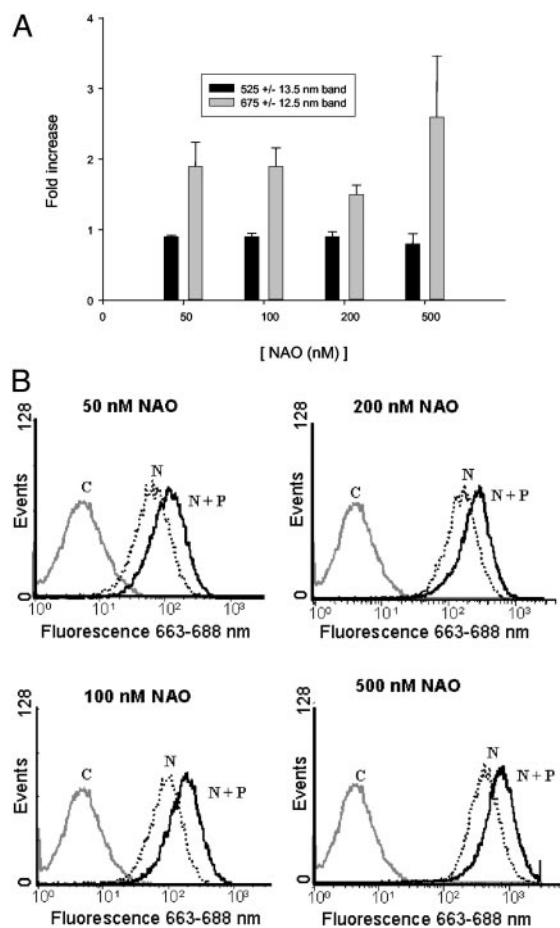 A
4
3
2
1
0
Fold increase
525 +/- 13.5 nm band
675 +/- 12.5 nm band
0 50 100 200 500
[ NAO (nM) ]
B
50 nM NAO
128
Events
0
C
N
N + P
10⁰ 10¹ 10² 10³
Fluorescence 663-688 nm
200 nM NAO
128
Events
0
C
N
N + P
10⁰ 10¹ 10² 10³
Fluorescence 663-688 nm
100 nM NAO
128
Events
0
C
N
N + P
10⁰ 10¹ 10² 10³
Fluorescence 663-688 nm
500 nM NAO
128
Events
0
C
N
N + P
10⁰ 10¹ 10² 10³
Fluorescence 663-688 nm